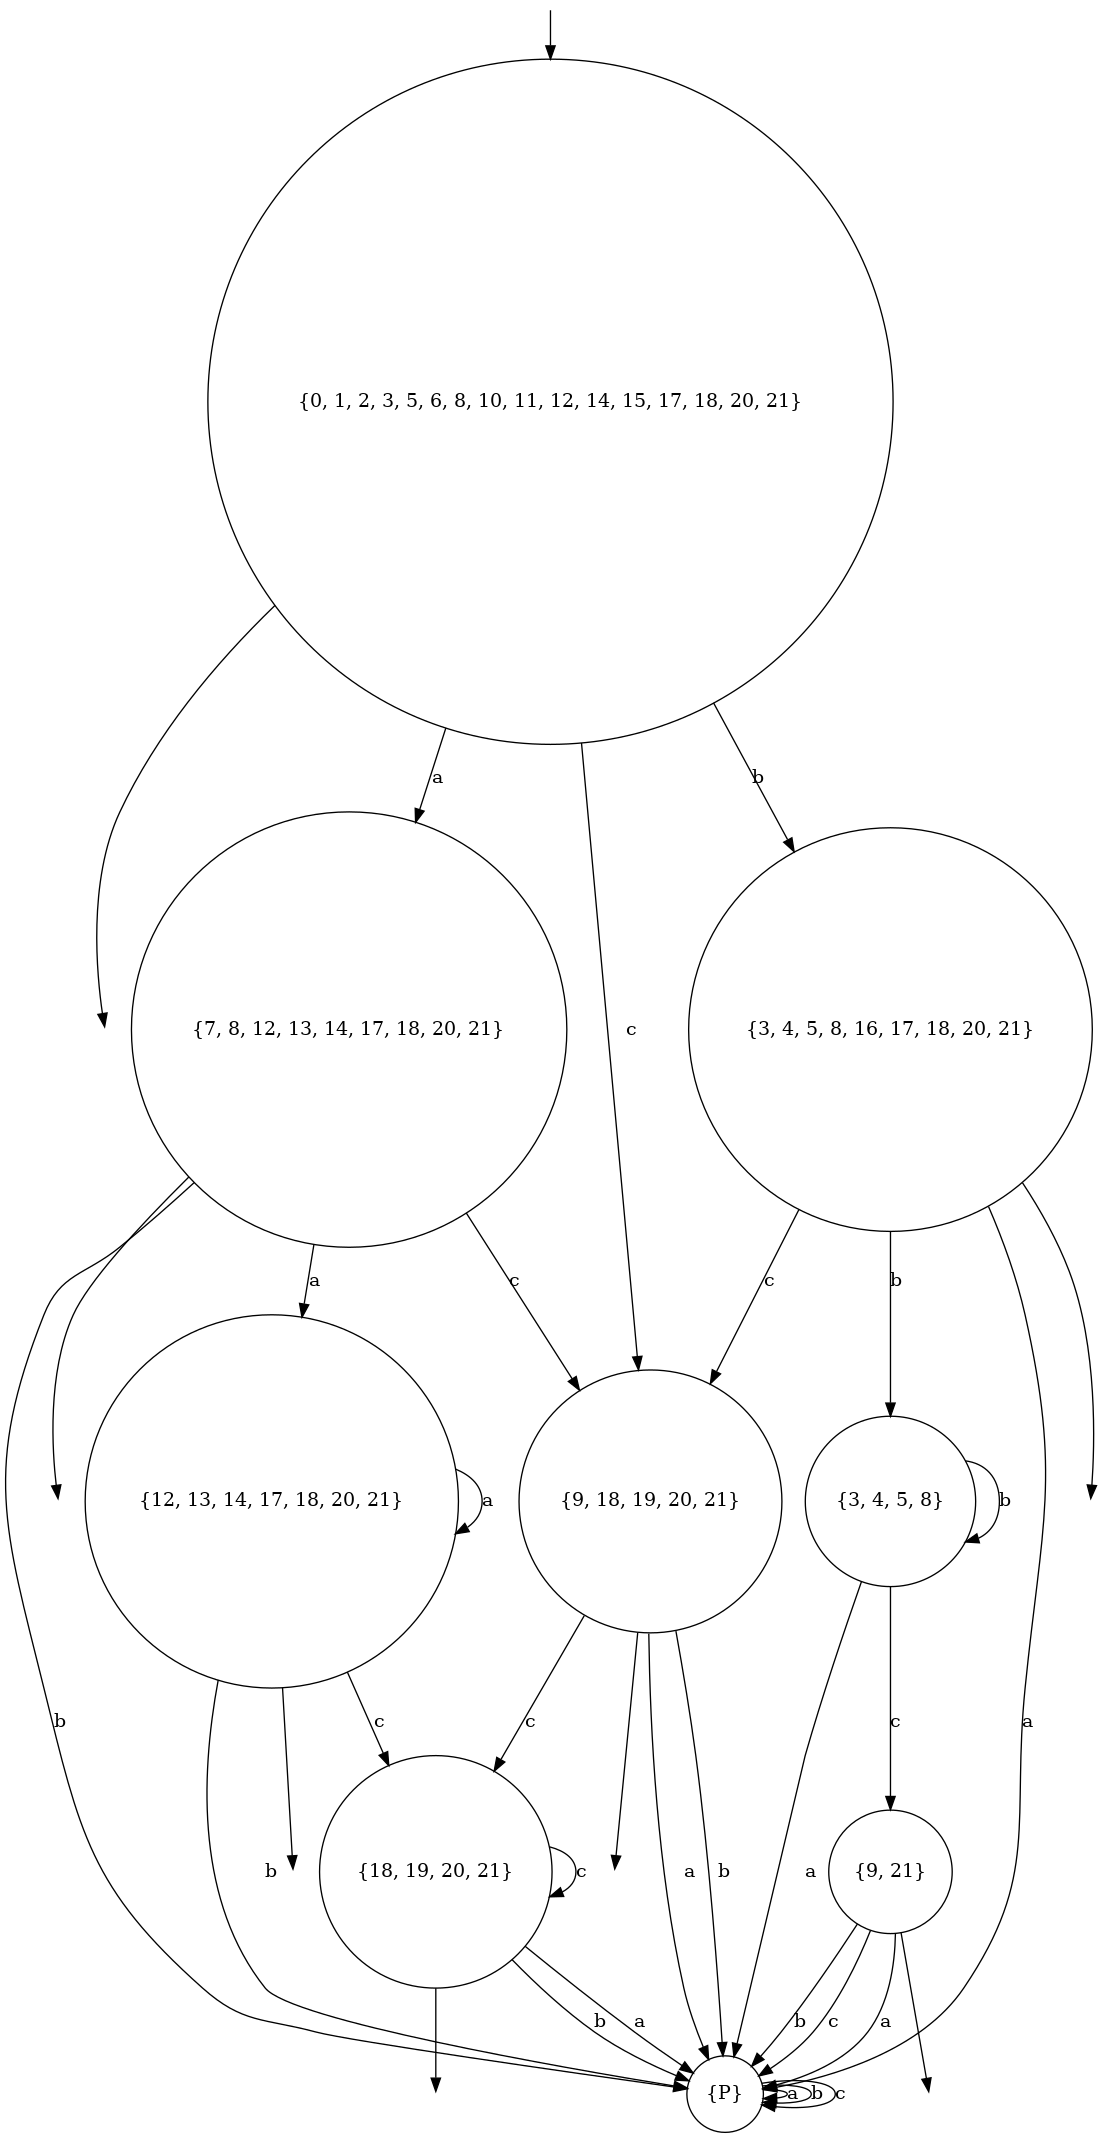 {0, 1, 2, 3, 5, 6, 8, 10, 11, 12, 14, 15, 17, 18, 20, 21}
a
b
{7, 8, 12, 13, 14, 17, 18, 20, 21}
c
{3, 4, 5, 8, 16, 17, 18, 20, 21}
a
c
c
b
{12, 13, 14, 17, 18, 20, 21}
a
{9, 18, 19, 20, 21}
{3, 4, 5, 8}
b
b
c
c
c
a
b
{18, 19, 20, 21}
c
a
b
a
{9, 21}
b
a
b
c
a
{P}
a
b
c